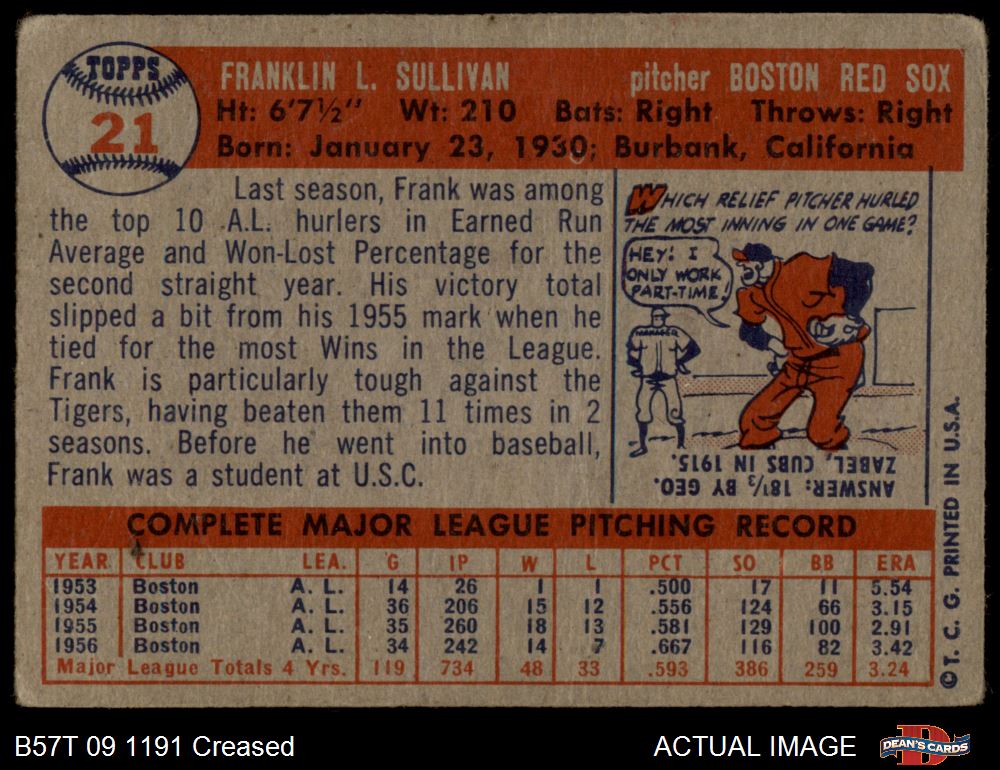 TOPPS
21
FRANKLIN L. SULLIVAN pitcher BOSTON RED SOX
Ht: 6'7½" Wt: 210 Bats: Right Throws: Right
Born: January 23, 1930; Burbank, California
Last season, Frank was among
the top 10 A.L. hurlers in Earned Run
Average and Won-Lost Percentage for the
second straight year. His victory total
slipped a bit from his 1955 mark when he
tied for the most Wins in the League.
Frank is particularly tough against the
Tigers, having beaten them 11 times in 2
seasons. Before he went into baseball,
Frank was a student at U.S.C.
WHICH RELIEF PITCHER HURLED
THE MOST INNING IN ONE GAME?
HEY! I
ONLY WORK
PART-TIME!
MANAGER
ANSWER: 18⅓ BY GEO.
ZABEL, CUBS IN 1915.
COMPLETE MAJOR LEAGUE PITCHING RECORD
YEAR CLUB LEA. G IP W L PCT SO BB ERA
1953 Boston A. L. 14 26 1 1 .500 17 11 5.54
1954 Boston A. L. 36 206 15 12 .556 124 66 3.15
1955 Boston A. L. 35 260 18 13 .581 129 100 2.91
1956 Boston A. L. 34 242 14 7 .667 116 82 3.42
Major League Totals 4 Yrs. 119 734 48 33 .593 386 259 3.24
©T. C. G. PRINTED IN U.S.A.
B57T 09 1191 Creased
ACTUAL IMAGE
D
DEAN'S CARDS